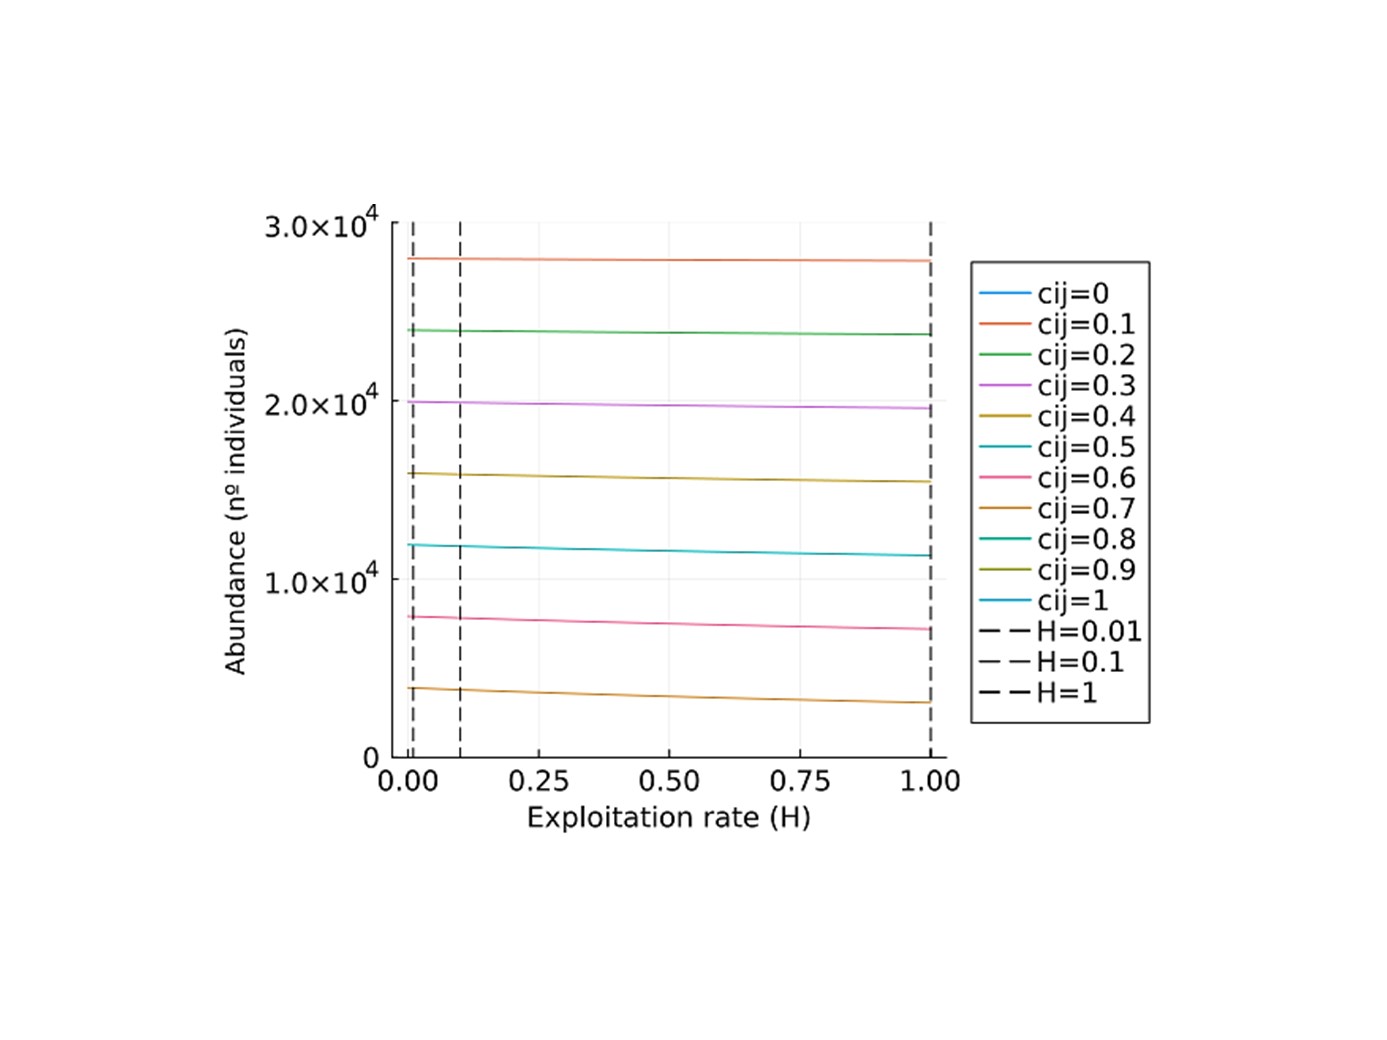 3.0×10⁴
2.0×10⁴
1.0×10⁴
0
Abundance (nº individuals)
0.00 0.25 0.50 0.75 1.00
Exploitation rate (H)
cij=0
cij=0.1
cij=0.2
cij=0.3
cij=0.4
cij=0.5
cij=0.6
cij=0.7
cij=0.8
cij=0.9
cij=1
H=0.01
H=0.1
H=1